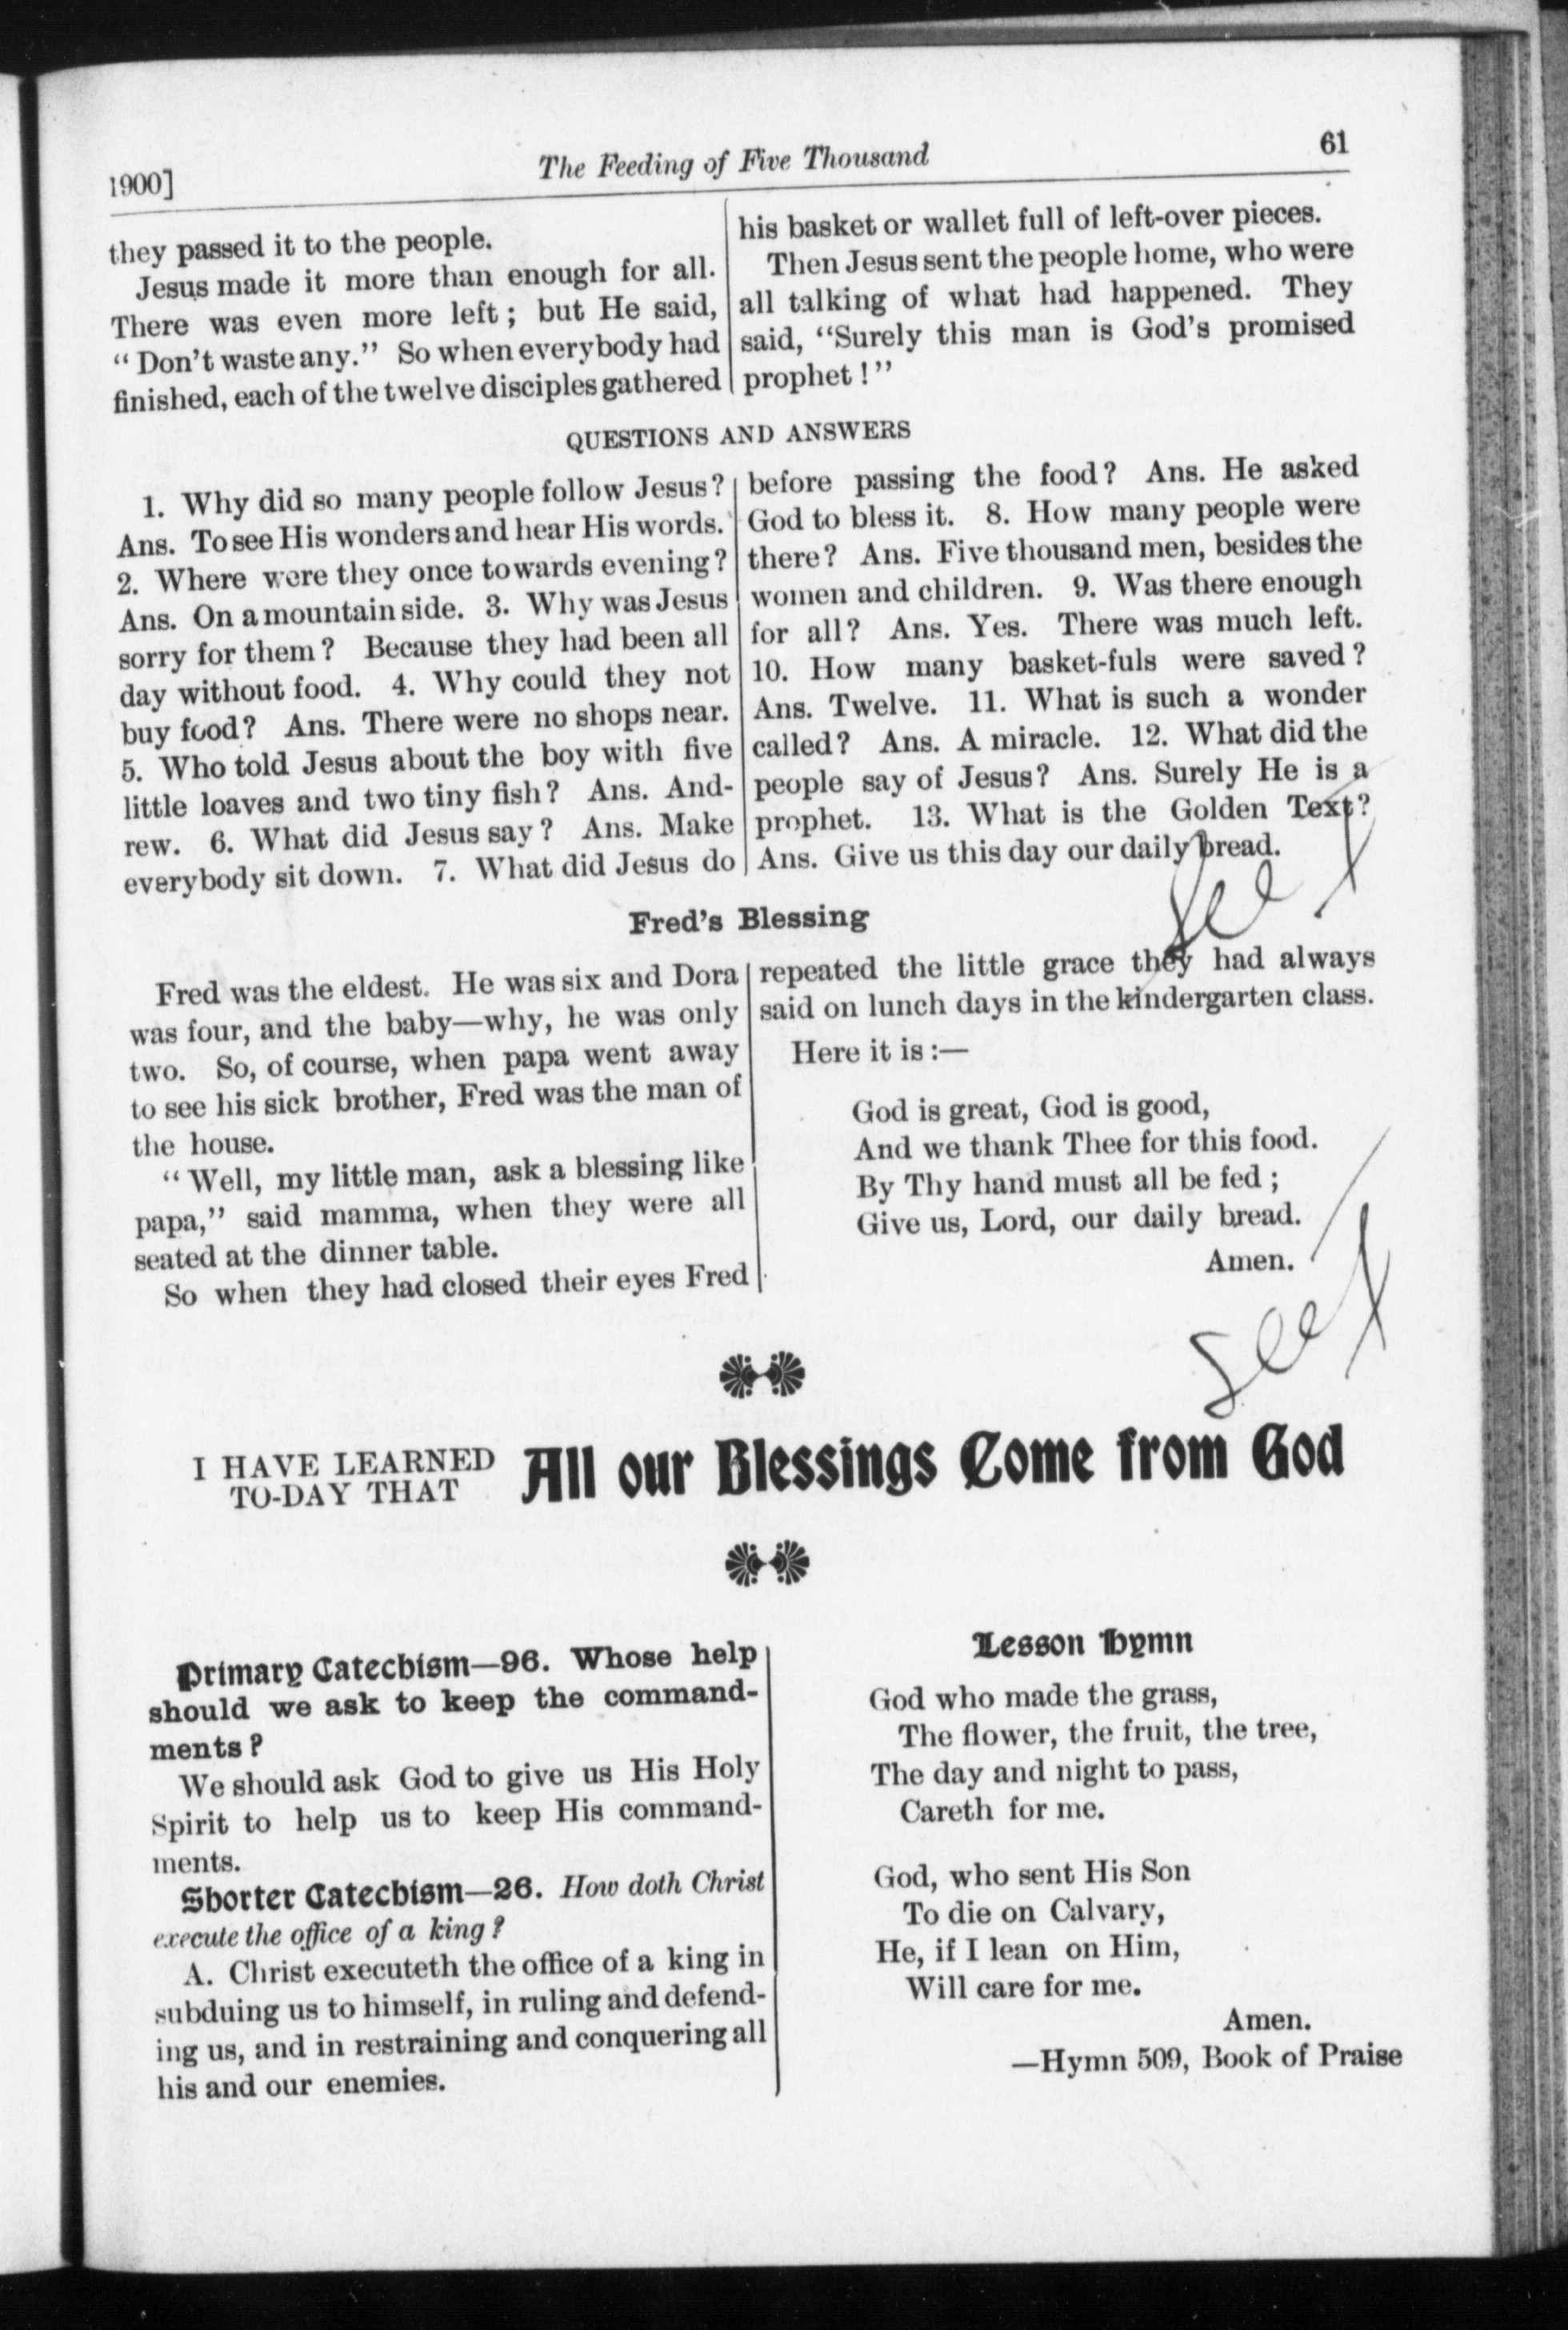 1900]
The Feeding of Five Thousand
61
they passed it to the people.
Jesus made it more than enough for all.
There was even more left ; but He said,
“ Don't waste any.” So when everybody had
finished, each of the twelve disciples gathered
his basket or wallet full of left-over pieces.
Then Jesus sent the people home, who were
all talking of what had happened. They
said, “Surely this man is God's promised
prophet ! ”
QUESTIONS AND ANSWERS
1. Why did so many people follow Jesus ?
Ans. To see His wonders and hear His words.
2. Where were they once towards evening ?
Ans. On a mountain side. 3. Why was Jesus
sorry for them ? Because they had been all
day without food. 4. Why could they not
buy food ? Ans. There were no shops near.
5. Who told Jesus about the boy with five
little loaves and two tiny fish ? Ans. And-
rew. 6. What did Jesus say ? Ans. Make
everybody sit down. 7. What did Jesus do
before passing the food ? Ans. He asked
God to bless it. 8. How many people were
there ? Ans. Five thousand men, besides the
women and children. 9. Was there enough
for all ? Ans. Yes. There was much left.
10. How many basket-fuls were saved ?
Ans. Twelve. 11. What is such a wonder
called ? Ans. A miracle. 12. What did the
people say of Jesus ? Ans. Surely He is a
prophet. 13. What is the Golden Text ?
Ans. Give us this day our daily bread.
See
Fred's Blessing
Fred was the eldest. He was six and Dora
was four, and the baby—why, he was only
two. So, of course, when papa went away
to see his sick brother, Fred was the man of
the house.
“ Well, my little man, ask a blessing like
papa,” said mamma, when they were all
seated at the dinner table.
So when they had closed their eyes Fred
repeated the little grace they had always
said on lunch days in the kindergarten class.
Here it is :—
God is great, God is good,
And we thank Thee for this food.
By Thy hand must all be fed ;
Give us, Lord, our daily bread.
Amen.
See
I HAVE LEARNED
TO-DAY THAT
All our Blessings Come from God
Primary Catechism—96. Whose help
should we ask to keep the command-
ments ?
We should ask God to give us His Holy
Spirit to help us to keep His command-
ments.
Shorter Catechism—26. How doth Christ
execute the office of a king ?
A. Christ executeth the office of a king in
subduing us to himself, in ruling and defend-
ing us, and in restraining and conquering all
his and our enemies.
Lesson Hymn
God who made the grass,
The flower, the fruit, the tree,
The day and night to pass,
Careth for me.
God, who sent His Son
To die on Calvary,
He, if I lean on Him,
Will care for me.
Amen.
—Hymn 509, Book of Praise